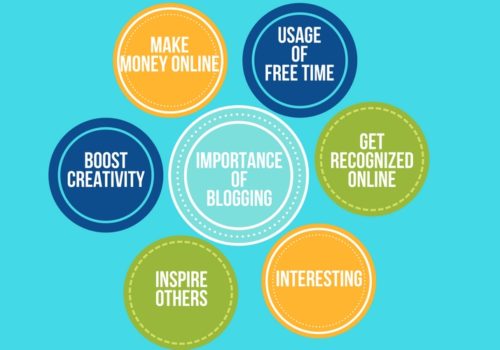 MAKE
MONEY ONLINE
USAGE
OF
FREE TIME
BOOST
CREATIVITY
IMPORTANCE
OF
BLOGGING
GET
RECOGNIZED
ONLINE
INSPIRE
OTHERS
INTERESTING